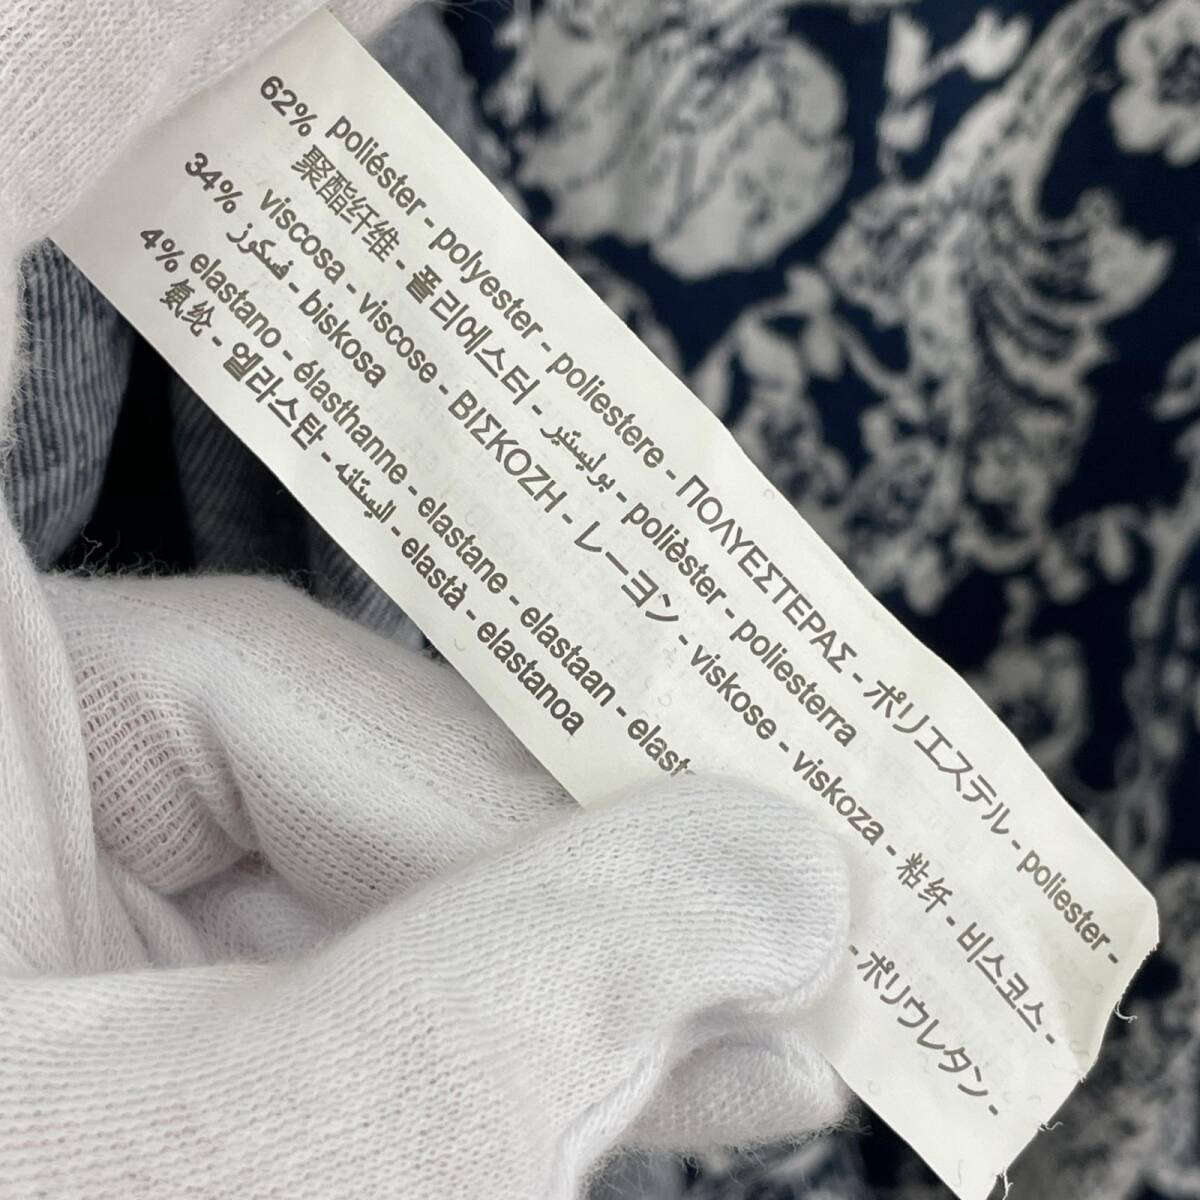 62% poliéster - polyester - poliestere - ΠΟΛΥΕΣΤΕΡΑΣ - ポリエステル - poliester -
聚酯纤维 - 폴리에스터 - بوليستير - polièster - poliesterra
34% viscosa - viscose - ΒΙΣΚΟΖΗ - レーヨン - viskose - viskoza - 粘纤 - 비스코스 -
فسكوز - biskosa
4% elastano - élasthanne - elastane - elastaan - - ポリウレタン -
氨纶 - 엘라스탄 - اليستان - elastà - elastanoa